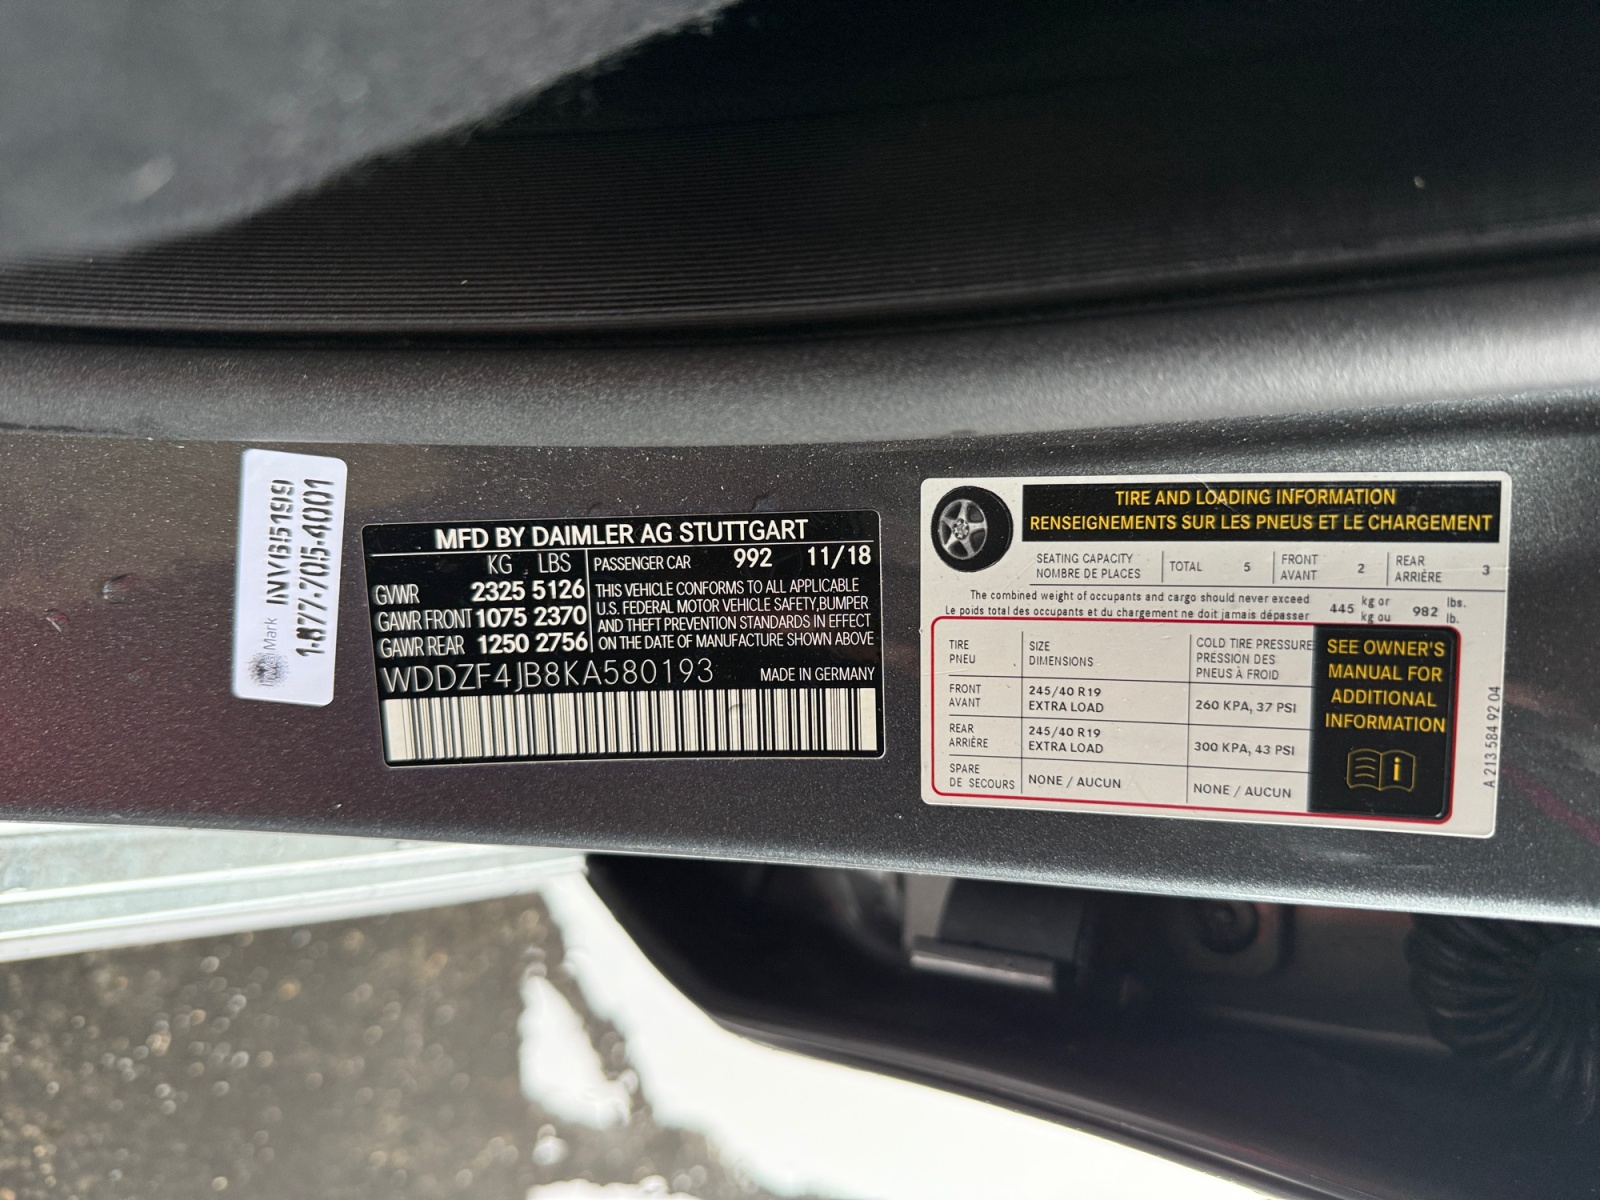 Mark INV615199
1-877-705-4001
MFD BY DAIMLER AG STUTTGART
KG LBS
GVWR 2325 5126
GAWR FRONT 1075 2370
GAWR REAR 1250 2756
PASSENGER CAR 992 11/18
THIS VEHICLE CONFORMS TO ALL APPLICABLE
U.S. FEDERAL MOTOR VEHICLE SAFETY,BUMPER
AND THEFT PREVENTION STANDARDS IN EFFECT
ON THE DATE OF MANUFACTURE SHOWN ABOVE
WDDZF4JB8KA580193 MADE IN GERMANY
TIRE AND LOADING INFORMATION
RENSEIGNEMENTS SUR LES PNEUS ET LE CHARGEMENT
SEATING CAPACITY
NOMBRE DE PLACES
TOTAL 5
FRONT
AVANT 2
REAR
ARRIÈRE 3
The combined weight of occupants and cargo should never exceed
Le poids total des occupants et du chargement ne doit jamais dépasser
445 kg or
kg ou
982 lbs.
lb.
TIRE
PNEU
SIZE
DIMENSIONS
COLD TIRE PRESSURE
PRESSION DES
PNEUS À FROID
FRONT
AVANT
245/40 R19
EXTRA LOAD
260 KPA, 37 PSI
REAR
ARRIÈRE
245/40 R19
EXTRA LOAD
300 KPA, 43 PSI
SPARE
DE SECOURS
NONE / AUCUN
NONE / AUCUN
SEE OWNER'S
MANUAL FOR
ADDITIONAL
INFORMATION
i
A 213 584 92 04